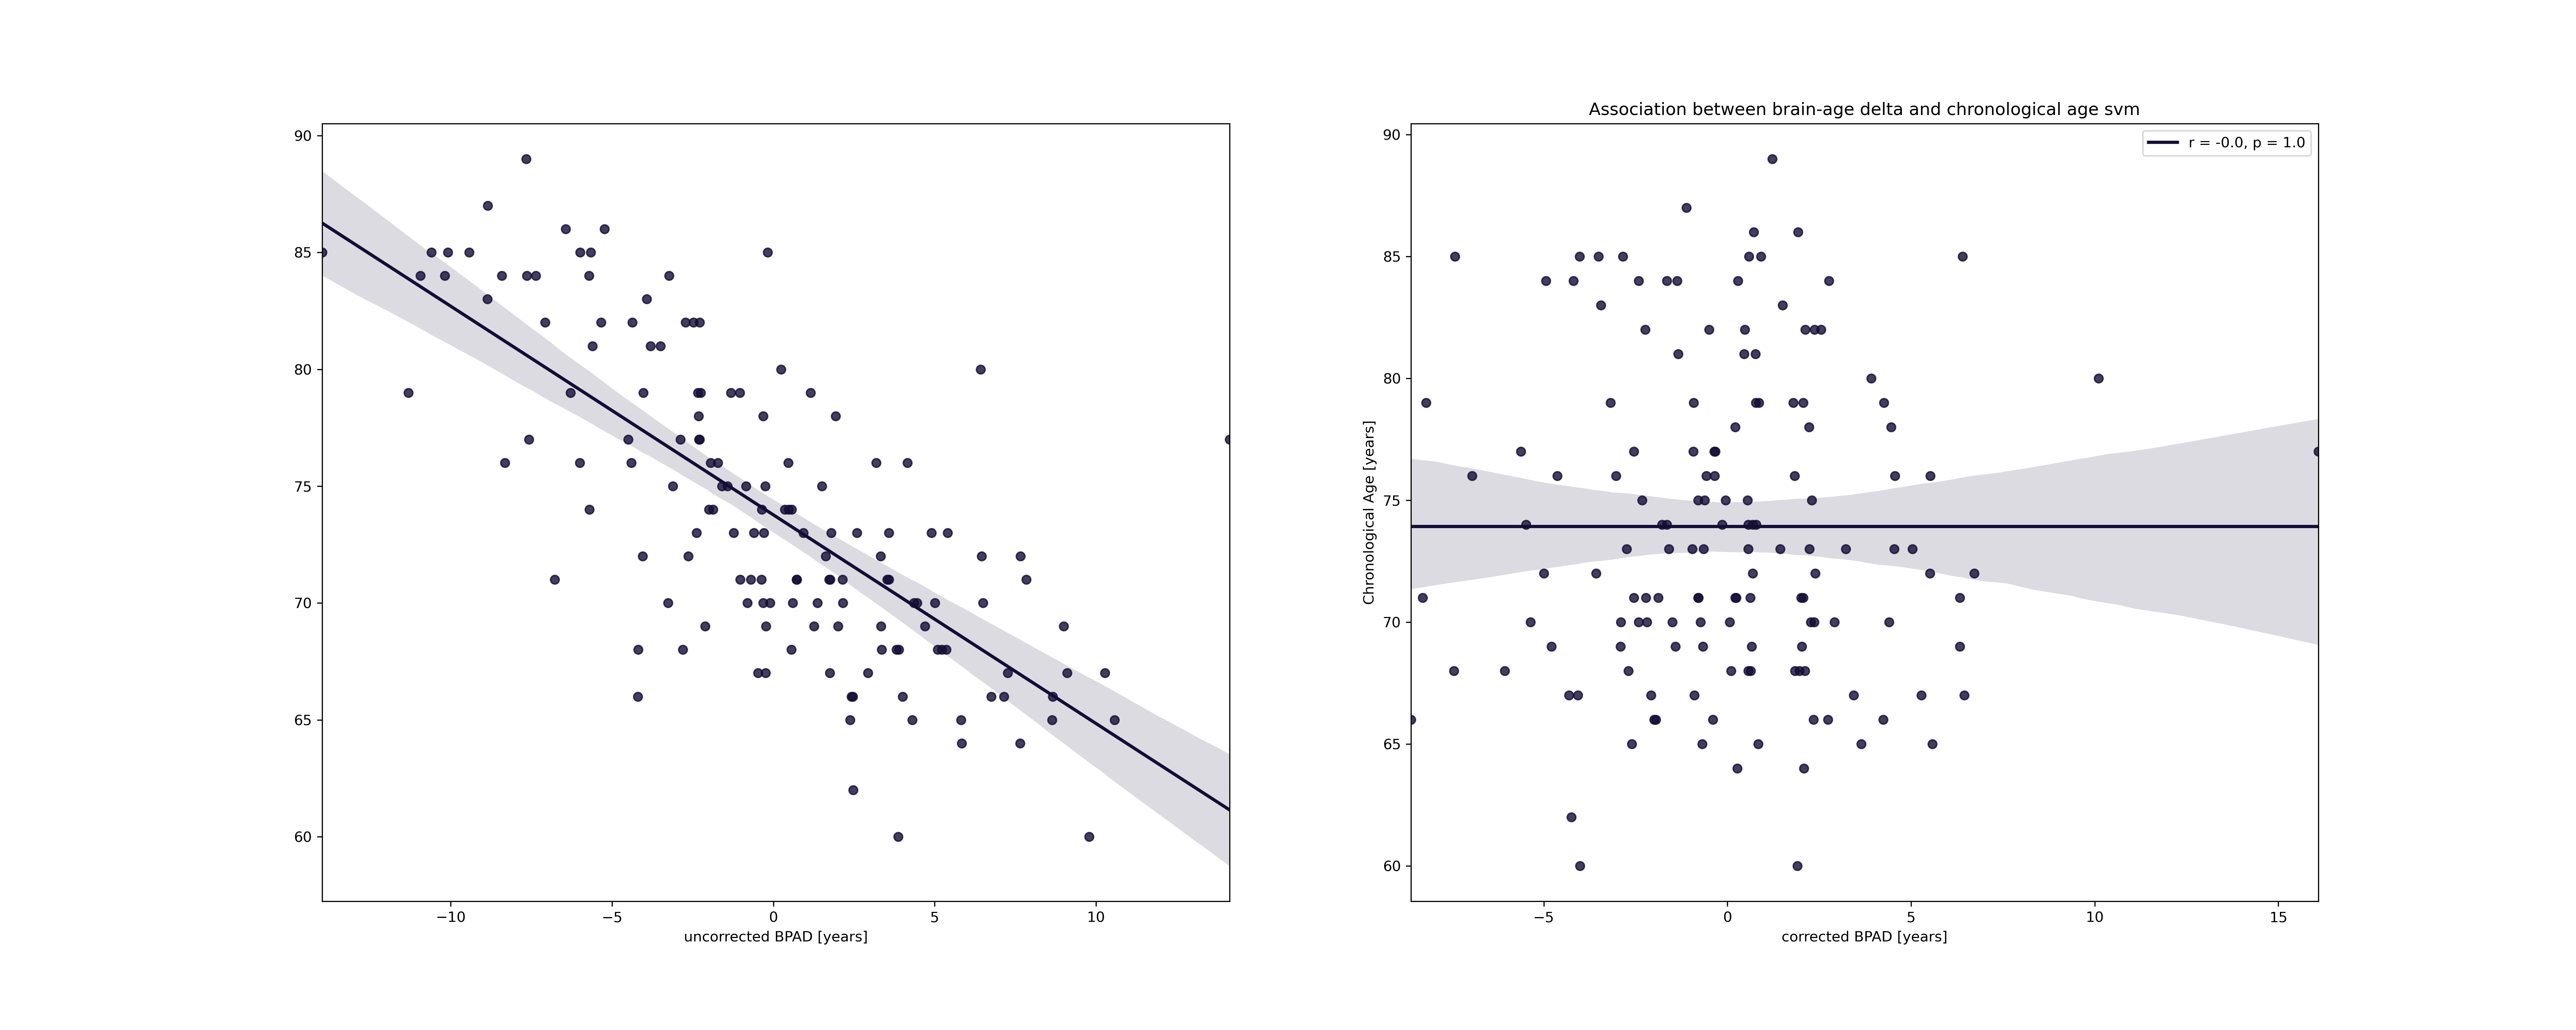 90
85
80
75
70
65
60
−10 −5 0 5 10
uncorrected BPAD [years]
Association between brain-age delta and chronological age svm
r = -0.0, p = 1.0
Chronological Age [years]
90
85
80
75
70
65
60
−5 0 5 10 15
corrected BPAD [years]